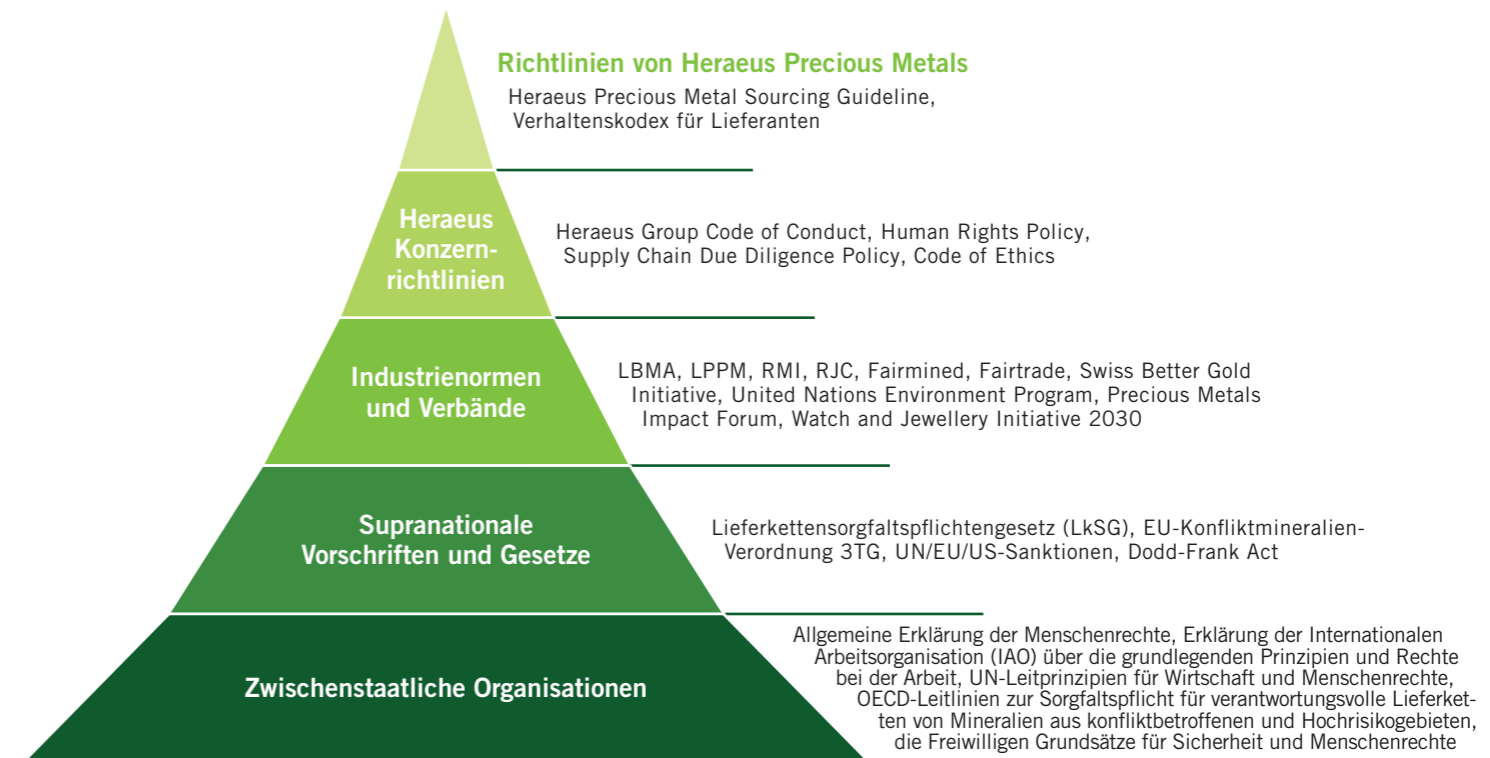 Richtlinien von Heraeus Precious Metals
Heraeus Precious Metal Sourcing Guideline,
Verhaltenskodex für Lieferanten
Heraeus
Konzern-
richtlinien
Heraeus Group Code of Conduct, Human Rights Policy,
Supply Chain Due Diligence Policy, Code of Ethics
Industrienormen
und Verbände
LBMA, LPPM, RMI, RJC, Fairmined, Fairtrade, Swiss Better Gold
Initiative, United Nations Environment Program, Precious Metals
Impact Forum, Watch and Jewellery Initiative 2030
Supranationale
Vorschriften und Gesetze
Lieferkettensorgfaltspflichtengesetz (LkSG), EU-Konfliktmineralien-
Verordnung 3TG, UN/EU/US-Sanktionen, Dodd-Frank Act
Zwischenstaatliche Organisationen
Allgemeine Erklärung der Menschenrechte, Erklärung der Internationalen
Arbeitsorganisation (IAO) über die grundlegenden Prinzipien und Rechte
bei der Arbeit, UN-Leitprinzipien für Wirtschaft und Menschenrechte,
OECD-Leitlinien zur Sorgfaltspflicht für verantwortungsvolle Lieferket-
ten von Mineralien aus konfliktbetroffenen und Hochrisikogebieten,
die Freiwilligen Grundsätze für Sicherheit und Menschenrechte